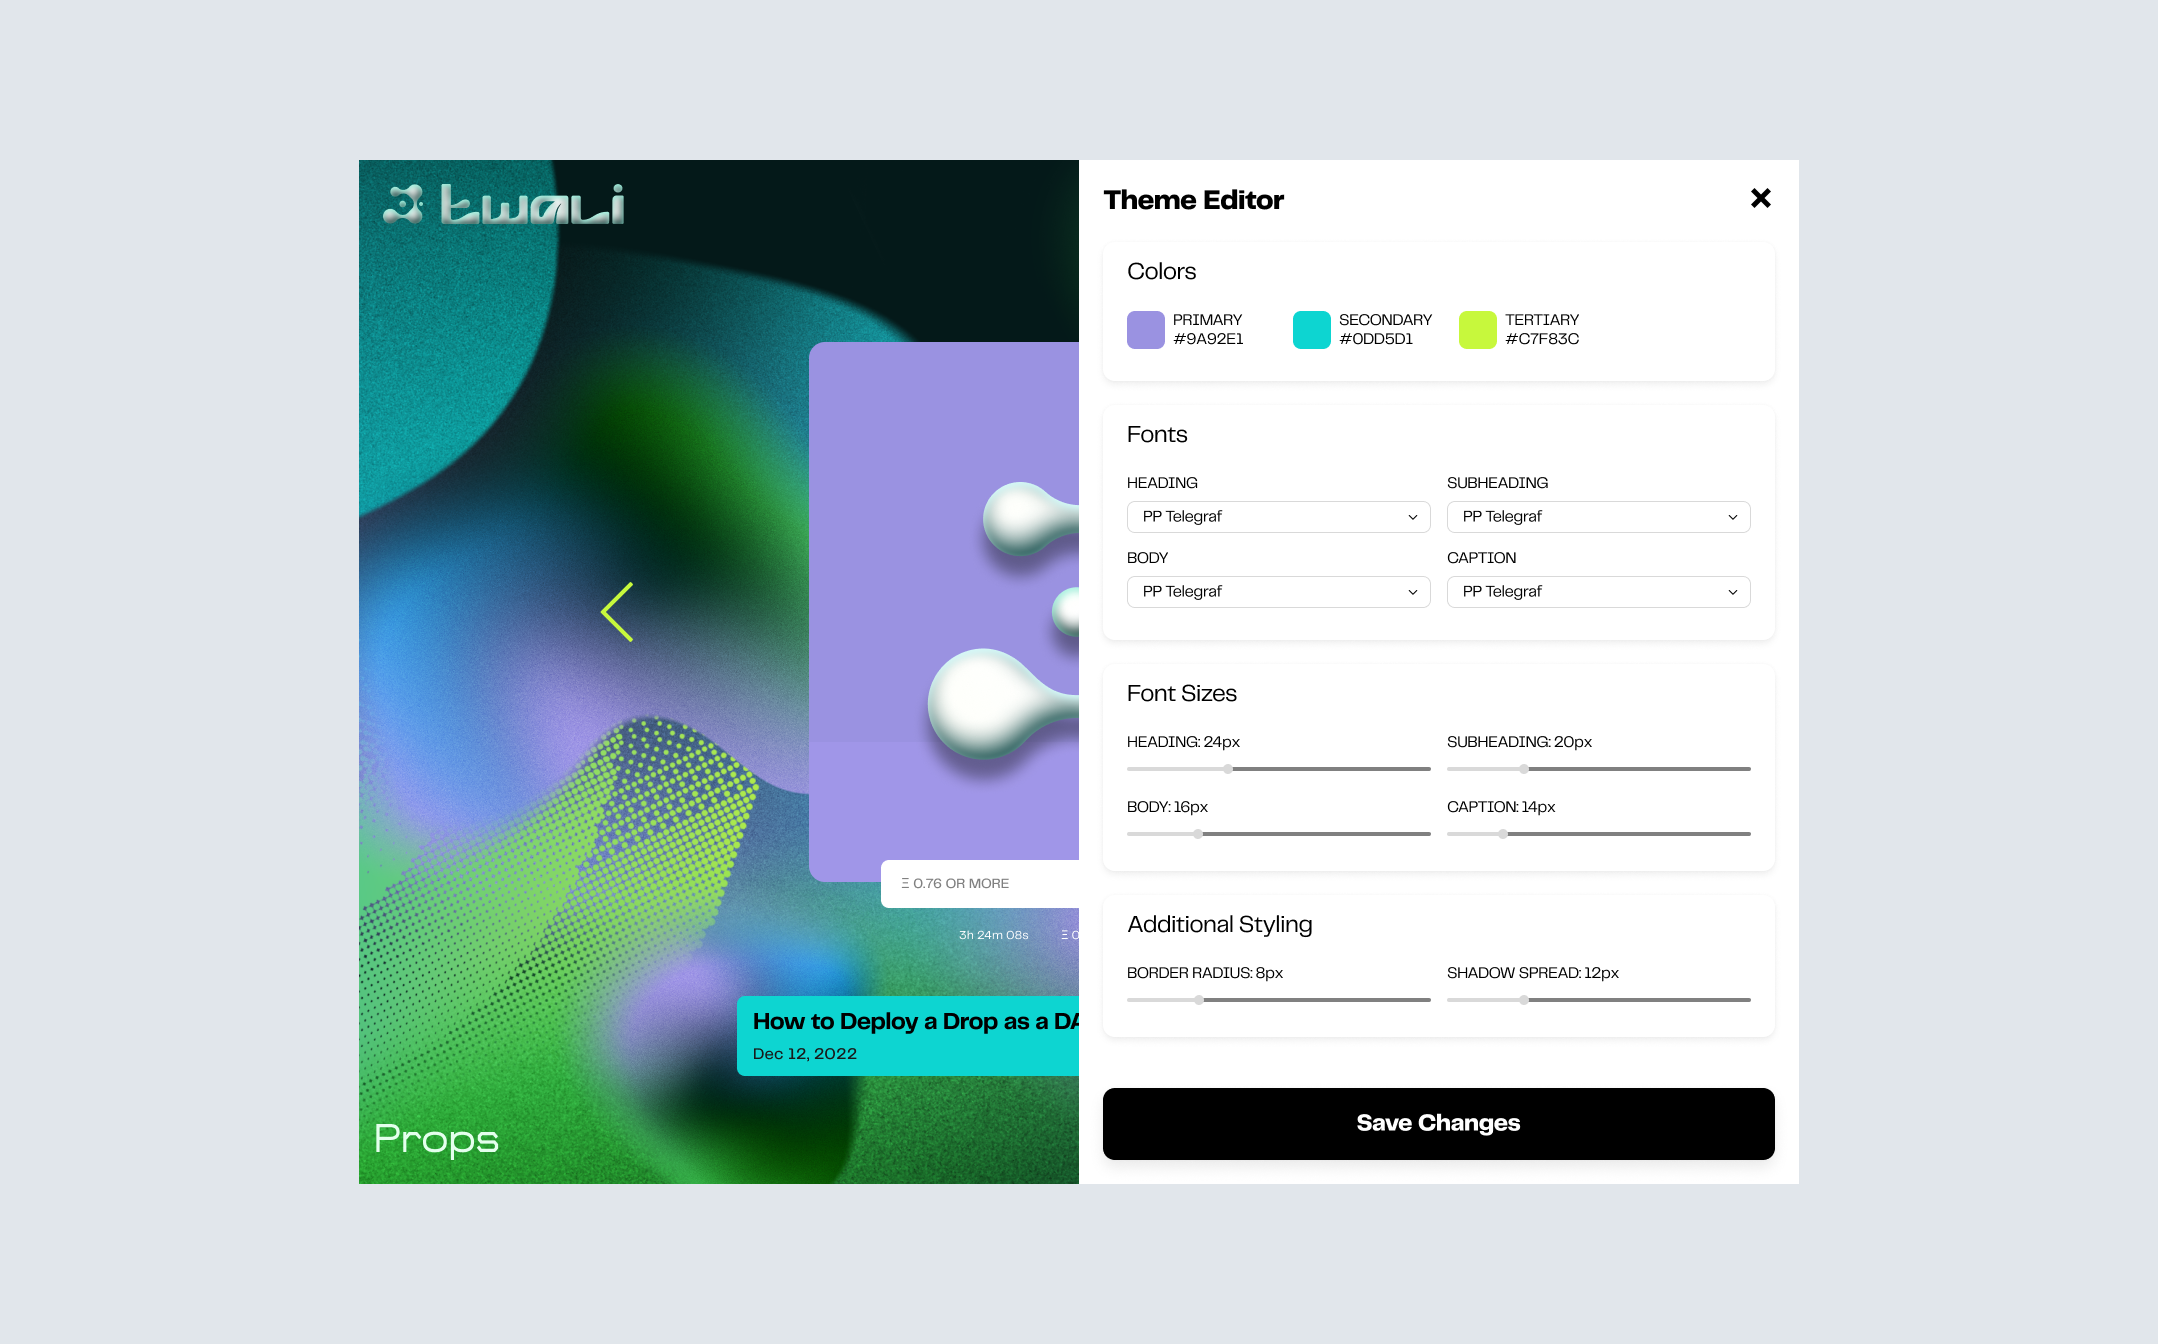 twali
Ξ 0.76 OR MORE
3h 24m 08s
How to Deploy a Drop as a
Dec 12, 2022
Props
Theme Editor
Colors
PRIMARY
#9A92E1
SECONDARY
#0DD5D1
TERTIARY
#C7F83C
Fonts
HEADING
PP Telegraf
SUBHEADING
PP Telegraf
BODY
PP Telegraf
CAPTION
PP Telegraf
Font Sizes
HEADING: 24px
SUBHEADING: 20px
BODY: 16px
CAPTION: 14px
Additional Styling
BORDER RADIUS: 8px
SHADOW SPREAD: 12px
Save Changes